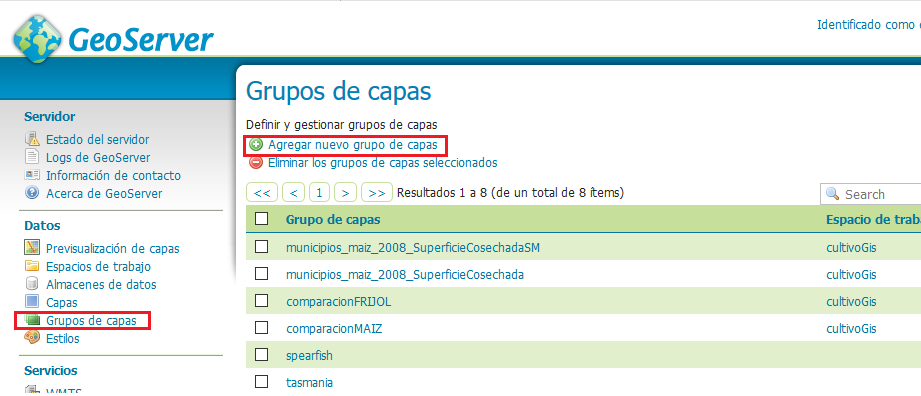 GeoServer
Identificado como
Servidor
Estado del servidor
Logs de GeoServer
Información de contacto
Acerca de GeoServer
Datos
Previsualización de capas
Espacios de trabajo
Almacenes de datos
Capas
Grupos de capas
Estilos
Servicios
WMTS
Grupos de capas
Definir y gestionar grupos de capas
Agregar nuevo grupo de capas
Eliminar los grupos de capas seleccionados
<< < 1 > >> Resultados 1 a 8 (de un total de 8 ítems) Search
Grupo de capas Espacio de trab
municipios_maiz_2008_SuperficieCosechadaSM cultivoGis
municipios_maiz_2008_SuperficieCosechada cultivoGis
comparacionFRIJOL cultivoGis
comparacionMAIZ cultivoGis
spearfish
tasmania